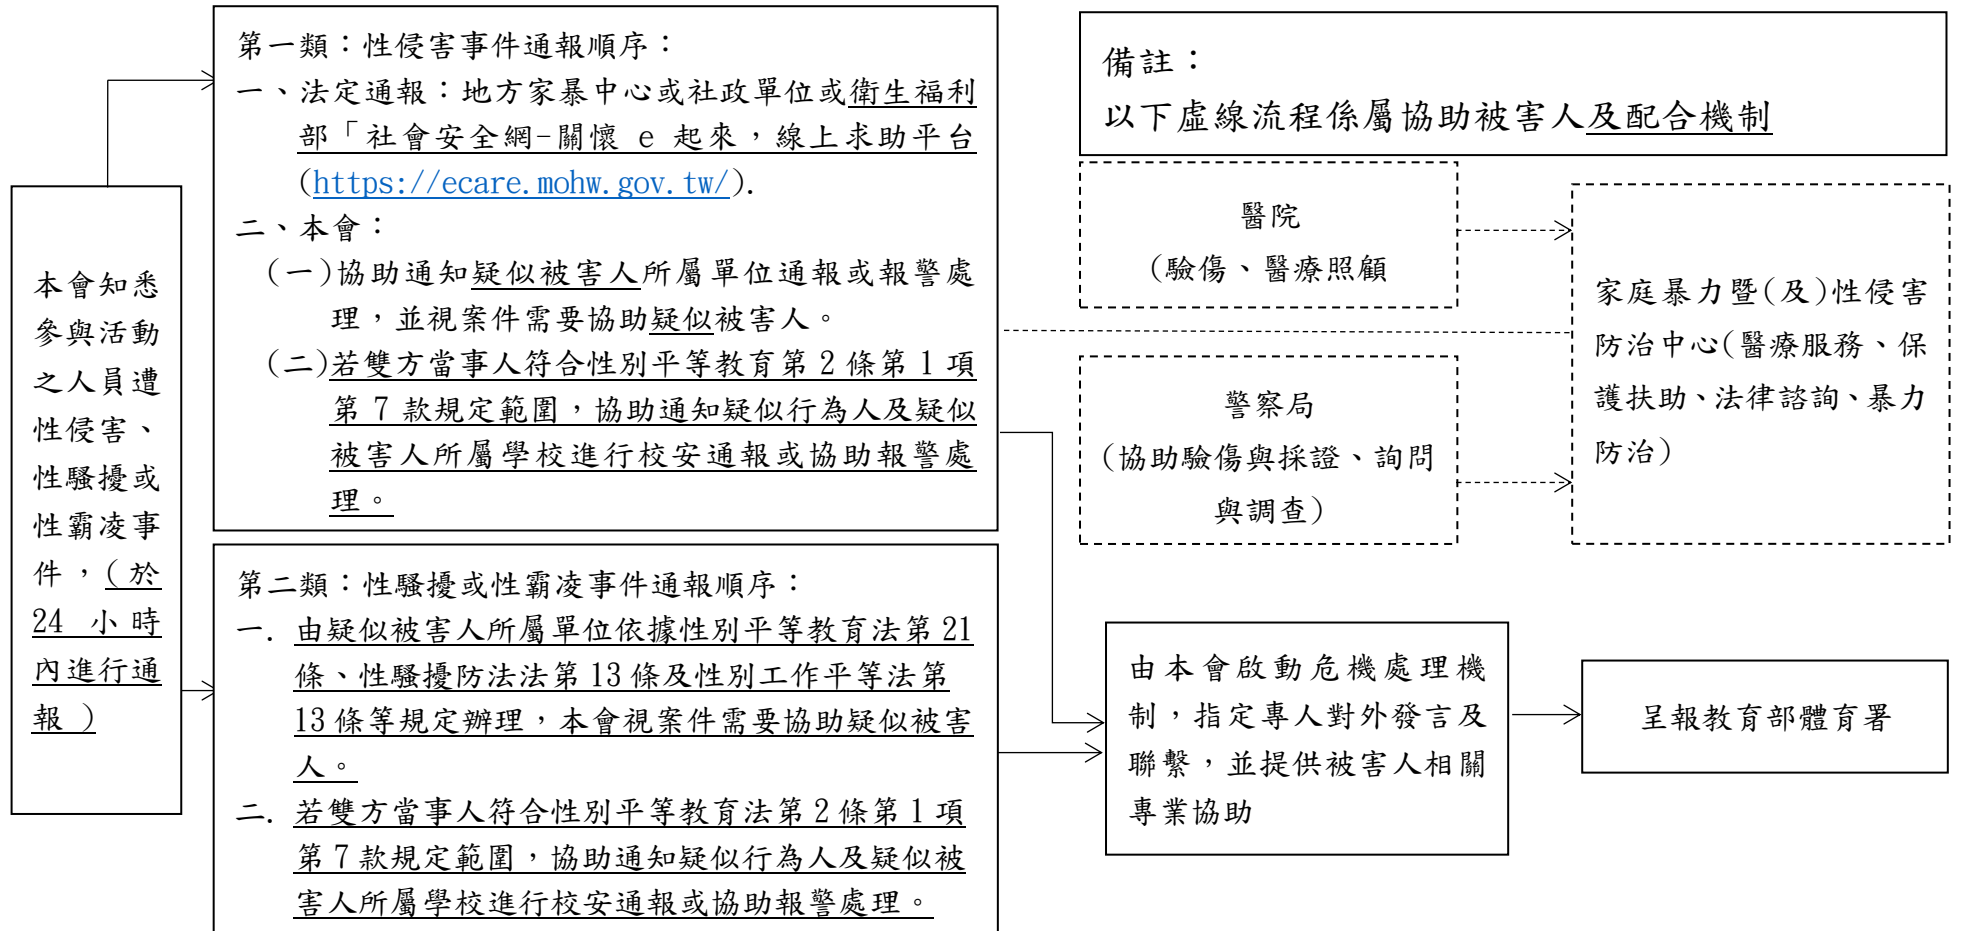 本會知悉
參與活動
之人員遭
性侵害、
性騷擾或
性霸凌事
件，(於
24 小時
內進行通
報 )
第一類：性侵害事件通報順序：
一、法定通報：地方家暴中心或社政單位或衛生福利
部「社會安全網-關懷 e 起來，線上求助平台
(https://ecare.mohw.gov.tw/).
二、本會：
(一)協助通知疑似被害人所屬單位通報或報警處
理，並視案件需要協助疑似被害人。
(二)若雙方當事人符合性別平等教育第 2 條第 1 項
第 7 款規定範圍，協助通知疑似行為人及疑似
被害人所屬學校進行校安通報或協助報警處
理。
第二類：性騷擾或性霸凌事件通報順序：
一. 由疑似被害人所屬單位依據性別平等教育法第 21
條、性騷擾防法法第 13 條及性別工作平等法第
13 條等規定辦理，本會視案件需要協助疑似被害
人。
二. 若雙方當事人符合性別平等教育法第 2 條第 1 項
第 7 款規定範圍，協助通知疑似行為人及疑似被
害人所屬學校進行校安通報或協助報警處理。
備註：
以下虛線流程係屬協助被害人及配合機制
醫院
(驗傷、醫療照顧
警察局
(協助驗傷與採證、詢問
與調查)
家庭暴力暨(及)性侵害
防治中心(醫療服務、保
護扶助、法律諮詢、暴力
防治)
由本會啟動危機處理機
制，指定專人對外發言及
聯繫，並提供被害人相關
專業協助
呈報教育部體育署